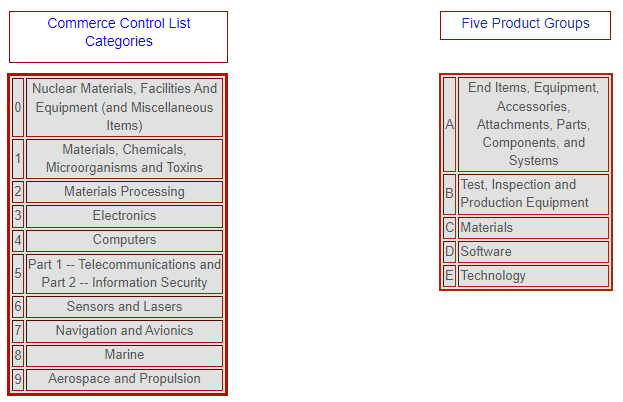 Commerce Control List
Categories
0 Nuclear Materials, Facilities And
Equipment (and Miscellaneous
Items)
1 Materials, Chemicals,
Microorganisms and Toxins
2 Materials Processing
3 Electronics
4 Computers
5 Part 1 -- Telecommunications and
Part 2 -- Information Security
6 Sensors and Lasers
7 Navigation and Avionics
8 Marine
9 Aerospace and Propulsion
Five Product Groups
A End Items, Equipment,
Accessories,
Attachments, Parts,
Components, and
Systems
B Test, Inspection and
Production Equipment
C Materials
D Software
E Technology